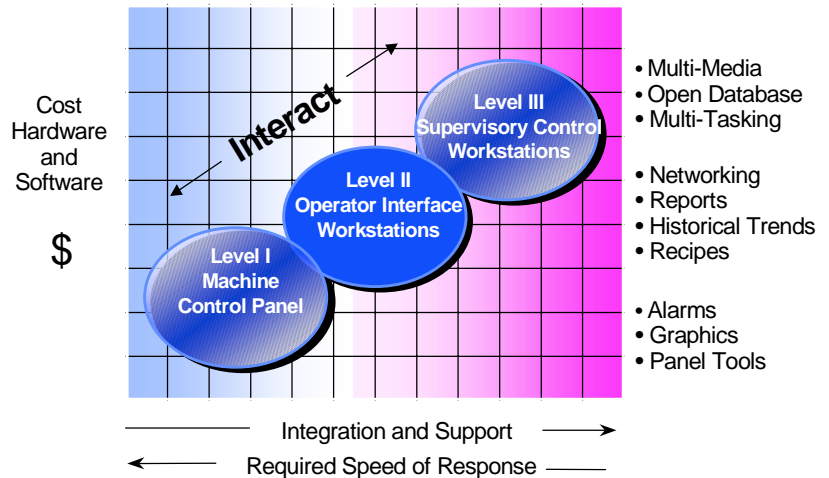 Cost
Hardware
and
Software
$
Interact
Level III
Supervisory Control
Workstations
Level II
Operator Interface
Workstations
Level I
Machine
Control Panel
• Multi-Media
• Open Database
• Multi-Tasking
• Networking
• Reports
• Historical Trends
• Recipes
• Alarms
• Graphics
• Panel Tools
Integration and Support
Required Speed of Response